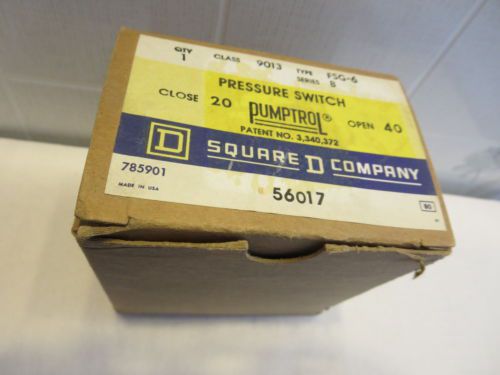 QTY 1 CLASS 9013 TYPE FSG-6
SERIES B
PRESSURE SWITCH
CLOSE 20 PUMPTROL® OPEN 40
PATENT NO. 3,340,372
D SQUARE D COMPANY
785901
MADE IN USA
56017